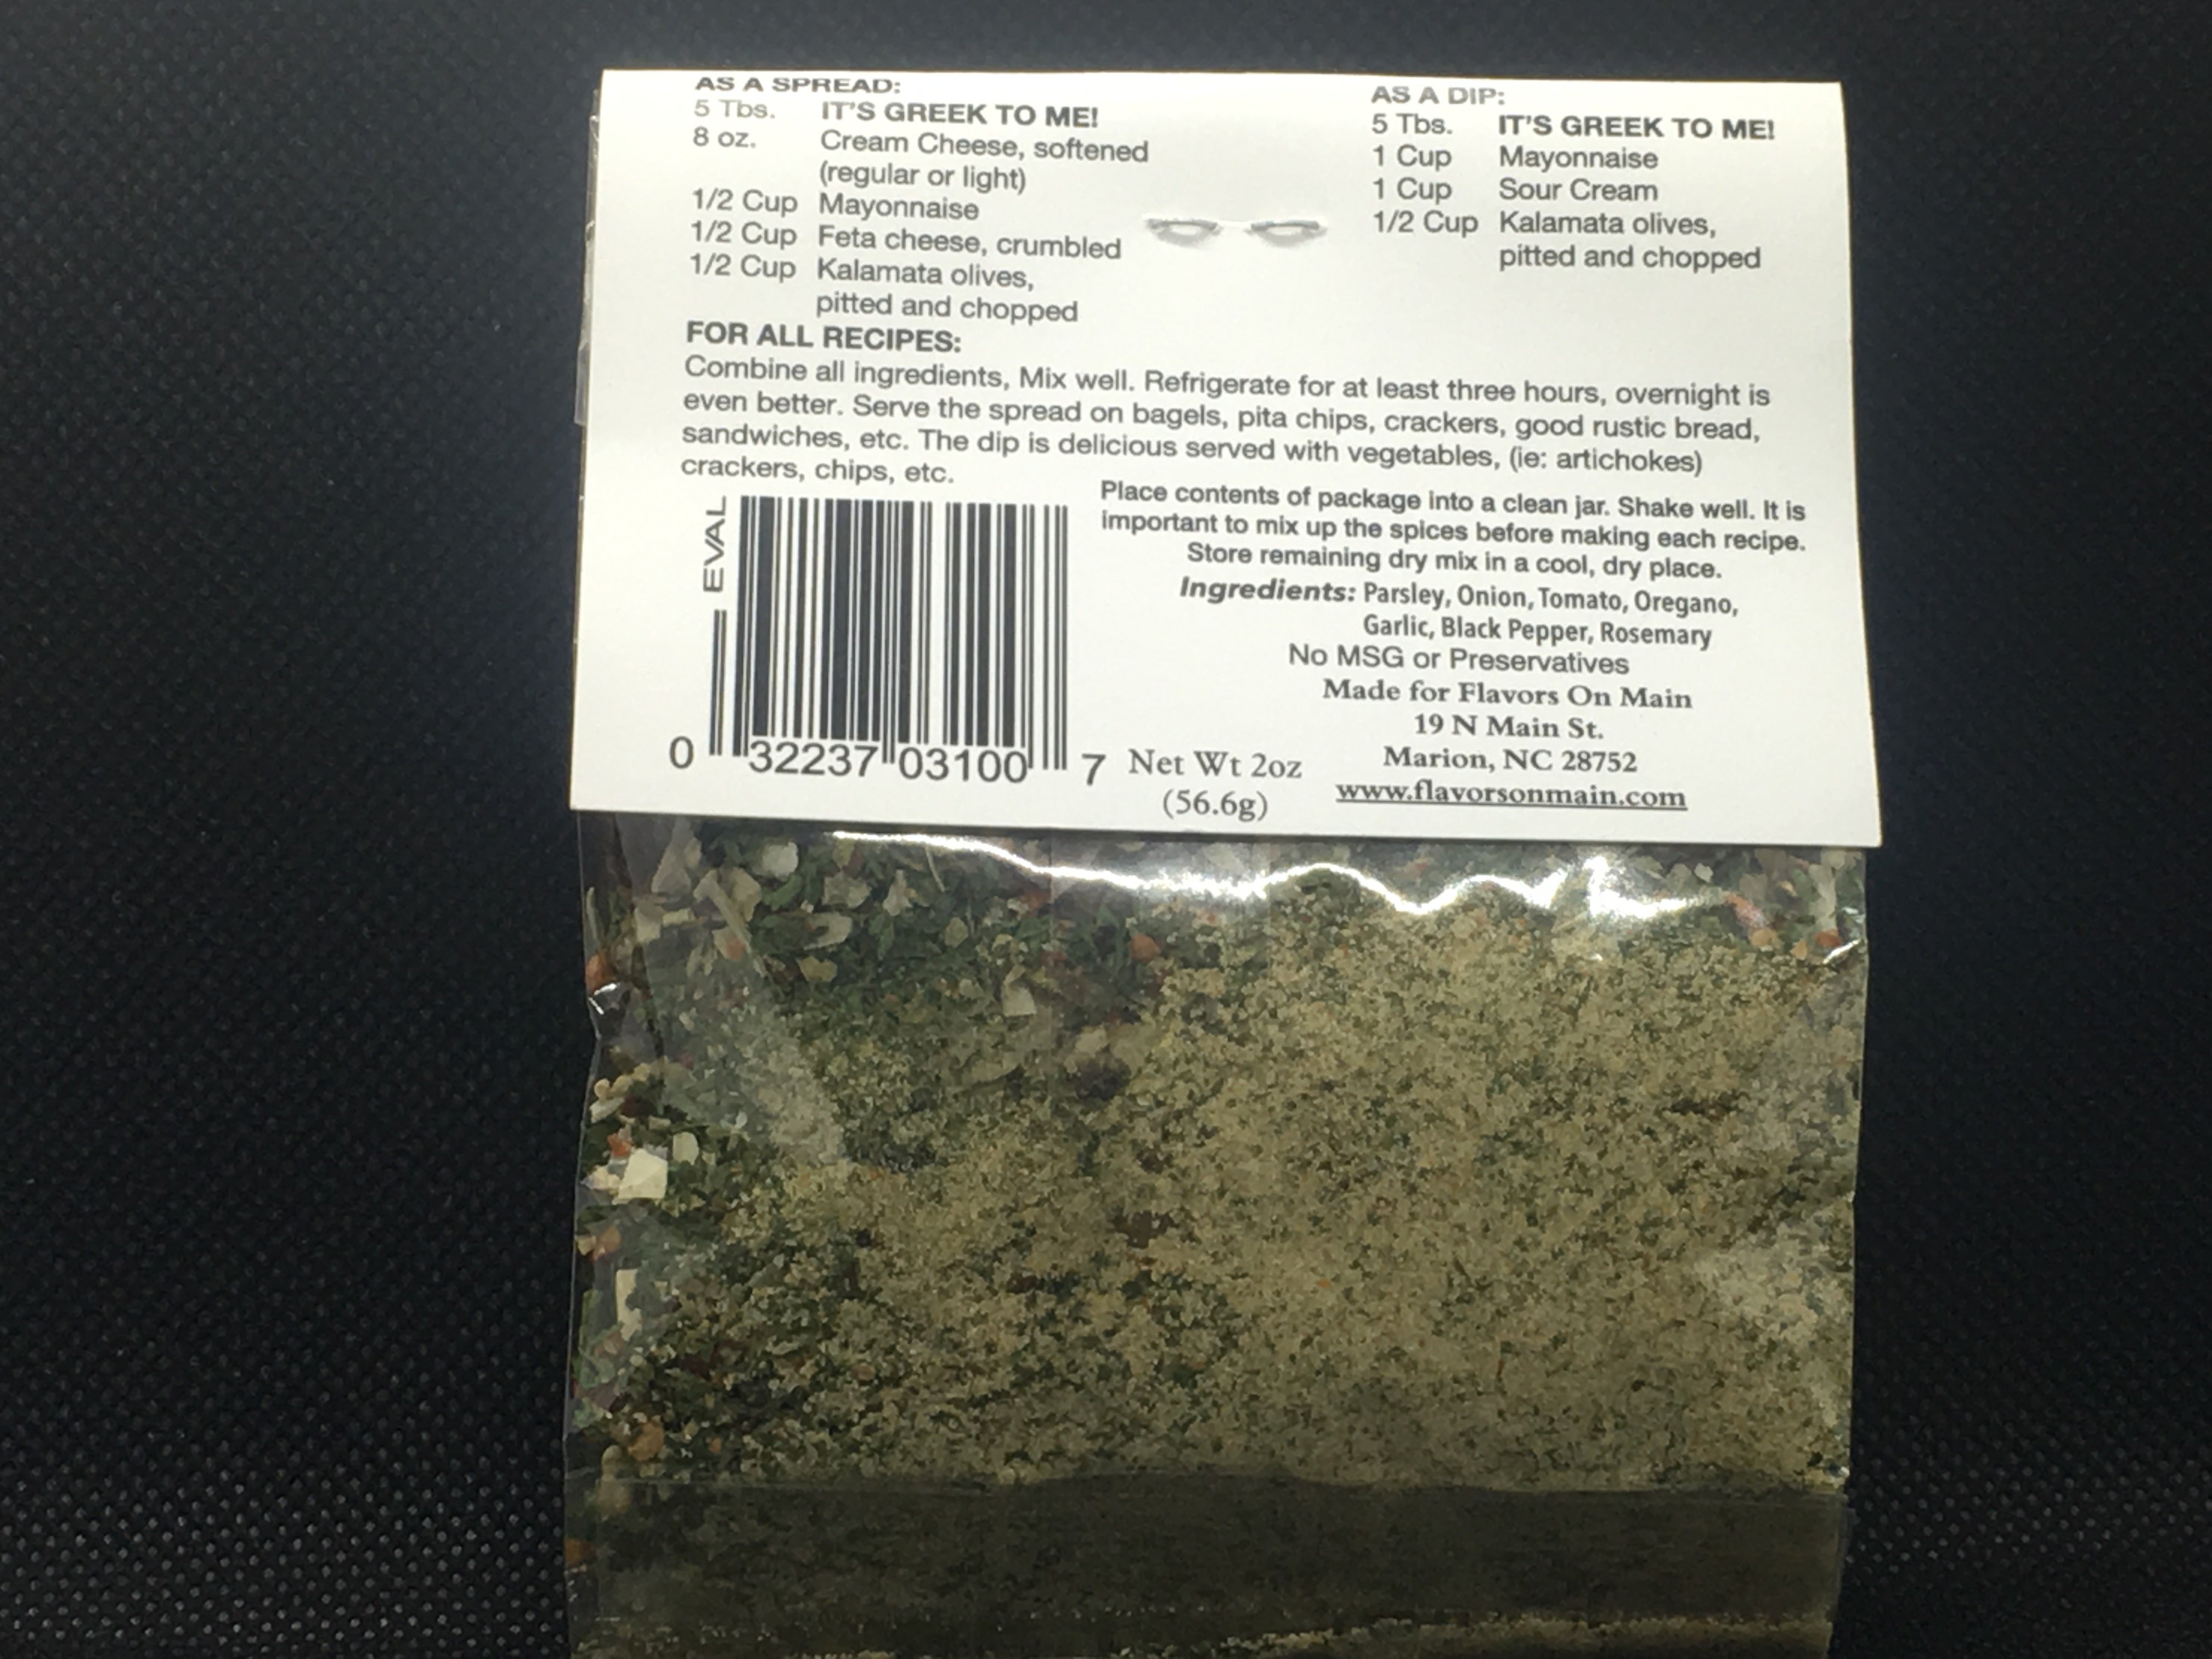 AS A SPREAD:
5 Tbs. IT'S GREEK TO ME!
8 oz. Cream Cheese, softened
(regular or light)
1/2 Cup Mayonnaise
1/2 Cup Feta cheese, crumbled
1/2 Cup Kalamata olives,
pitted and chopped
AS A DIP:
5 Tbs. IT'S GREEK TO ME!
1 Cup Mayonnaise
1 Cup Sour Cream
1/2 Cup Kalamata olives,
pitted and chopped
FOR ALL RECIPES:
Combine all ingredients, Mix well. Refrigerate for at least three hours, overnight is
even better. Serve the spread on bagels, pita chips, crackers, good rustic bread,
sandwiches, etc. The dip is delicious served with vegetables, (ie: artichokes)
crackers, chips, etc.
EVAL
0 32237 03100 7
Place contents of package into a clean jar. Shake well. It is
important to mix up the spices before making each recipe.
Store remaining dry mix in a cool, dry place.
Ingredients: Parsley, Onion, Tomato, Oregano,
Garlic, Black Pepper, Rosemary
No MSG or Preservatives
Made for Flavors On Main
19 N Main St.
Marion, NC 28752
www.flavorsonmain.com
Net Wt 2oz
(56.6g)